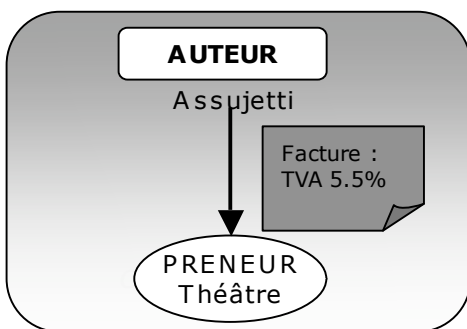 AUTEUR
Assujetti
Facture :
TVA 5.5%
PRENEUR
Théâtre